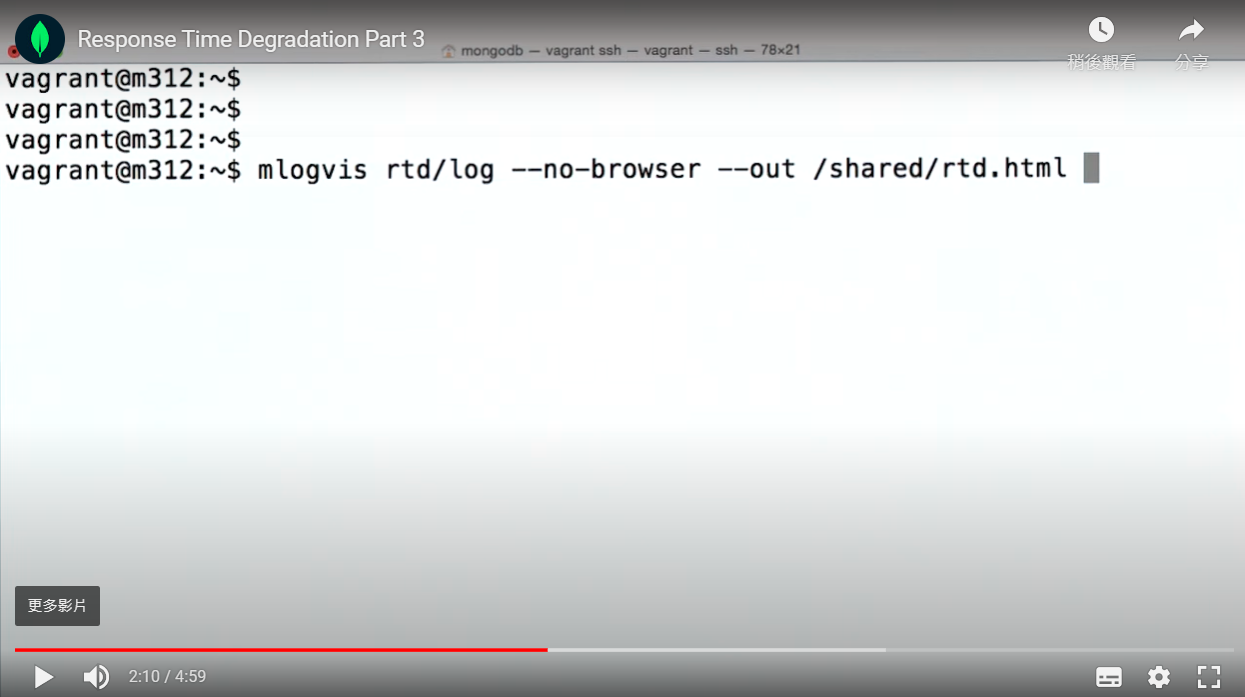 Response Time Degradation Part 3
mongodb — vagrant ssh — vagrant — ssh — 78×21
稍後觀看
分享
vagrant@m312:~$
vagrant@m312:~$
vagrant@m312:~$
vagrant@m312:~$ mlogvis rtd/log --no-browser --out /shared/rtd.html
更多影片
2:10 / 4:59